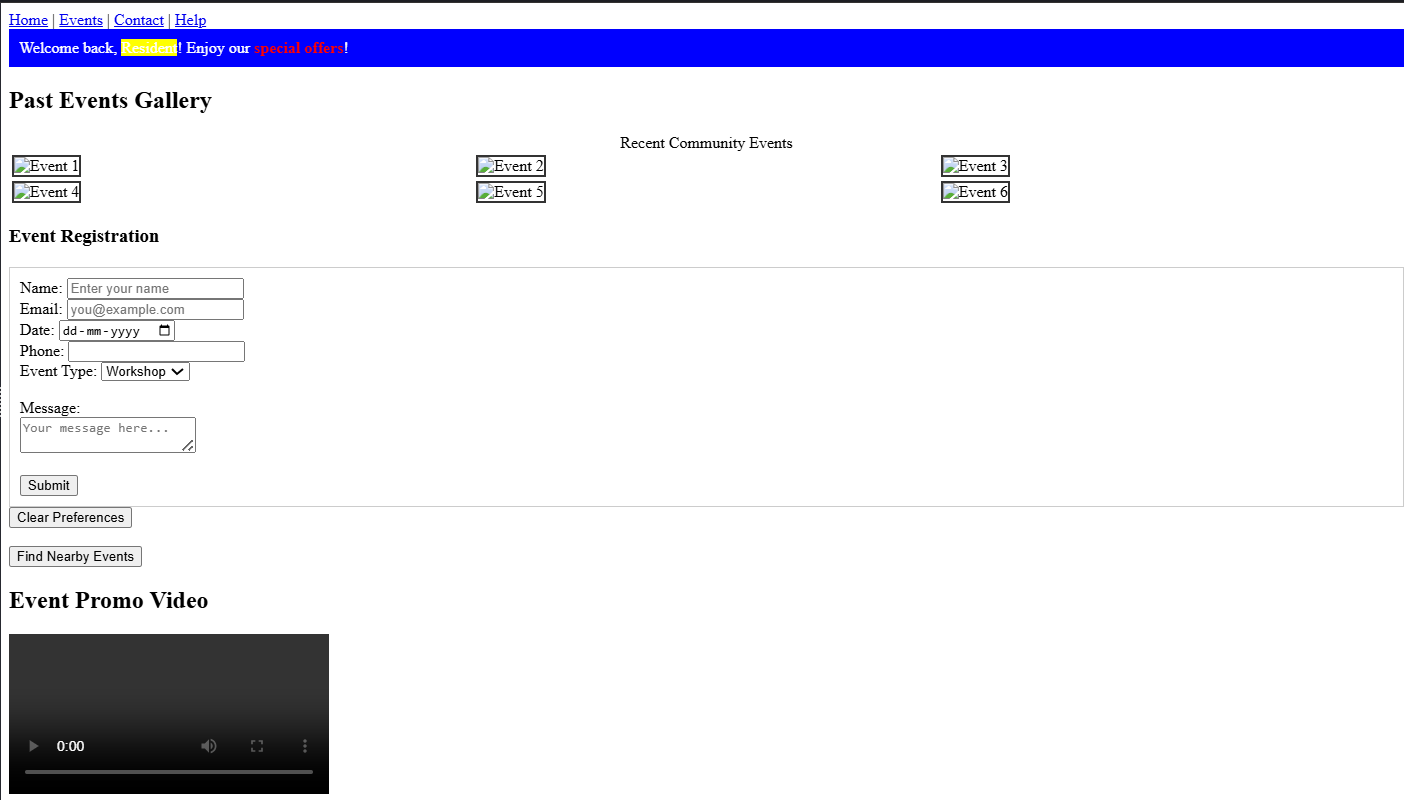 Home | Events | Contact | Help
Welcome back, Resident! Enjoy our special offers!
Past Events Gallery
Recent Community Events
Event 1 Event 2 Event 3
Event 4 Event 5 Event 6
Event Registration
Name: Enter your name
Email: you@example.com
Date: dd-mm-yyyy
Phone:
Event Type: Workshop
Message:
Your message here...
Submit
Clear Preferences
Find Nearby Events
Event Promo Video
0:00